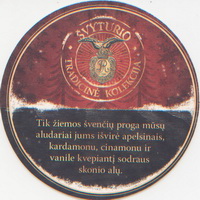 ŠVYTURIO
TRADICINĖ KOLEKCIJA
Tik žiemos švenčių proga mūsų
aludariai jums išvirė apelsinais,
kardamonu, cinamonu ir
vanile kvepiantį sodraus
skonio alų.